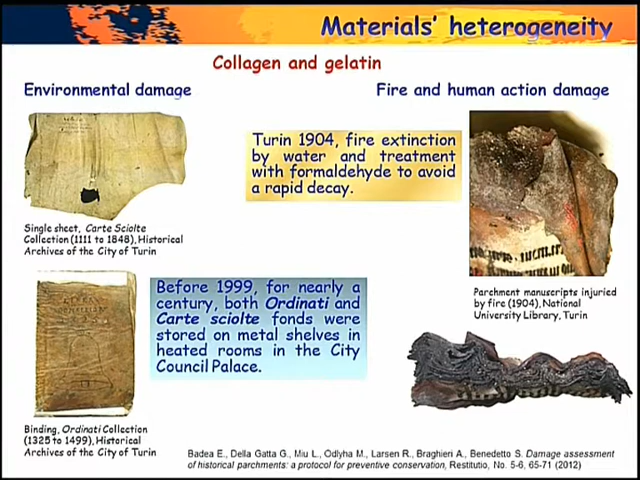 Materials' heterogeneity
Collagen and gelatin
Environmental damage
Fire and human action damage
Turin 1904, fire extinction
by water and treatment
with formaldehyde to avoid
a rapid decay.
Single sheet, Carte Sciolte
Collection (1111 to 1848), Historical
Archives of the City of Turin
Before 1999, for nearly a
century, both Ordinati and
Carte sciolte fonds were
stored on metal shelves in
heated rooms in the City
Council Palace.
Parchment manuscripts injured
by fire (1904), National
University Library, Turin
Binding, Ordinati Collection
(1325 to 1499), Historical
Archives of the City of Turin
Badea E., Della Gatta G., Miu L., Odlyha M., Larsen R., Braghieri A., Benedetto S. Damage assessment
of historical parchments: a protocol for preventive conservation, Restitutio, No. 5-6, 65-71 (2012)